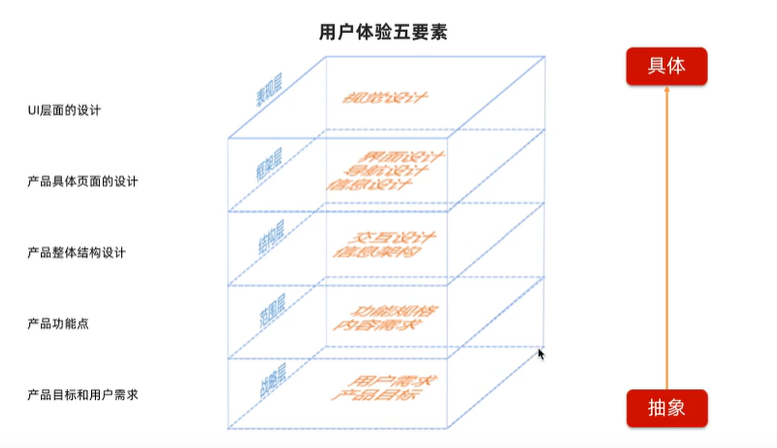 用户体验五要素
具体
表现层
视觉设计
UI层面的设计
框架层
界面设计
导航设计
信息设计
产品具体页面的设计
结构层
交互设计
信息架构
产品整体结构设计
范围层
功能规格
内容需求
产品功能点
战略层
用户需求
产品目标
产品目标和用户需求
抽象